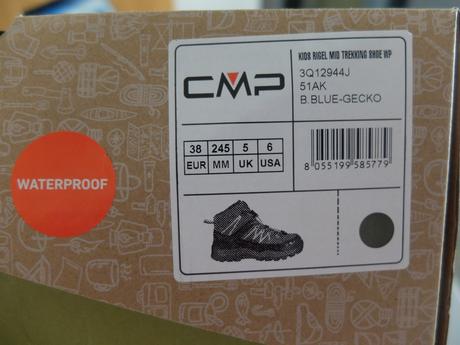 KIDS RIGEL MID TREKKING SHOE WP
CMP
3Q12944J
51AK
B.BLUE-GECKO
38 245 5 6
EUR MM UK USA
8 055199 585779
WATERPROOF